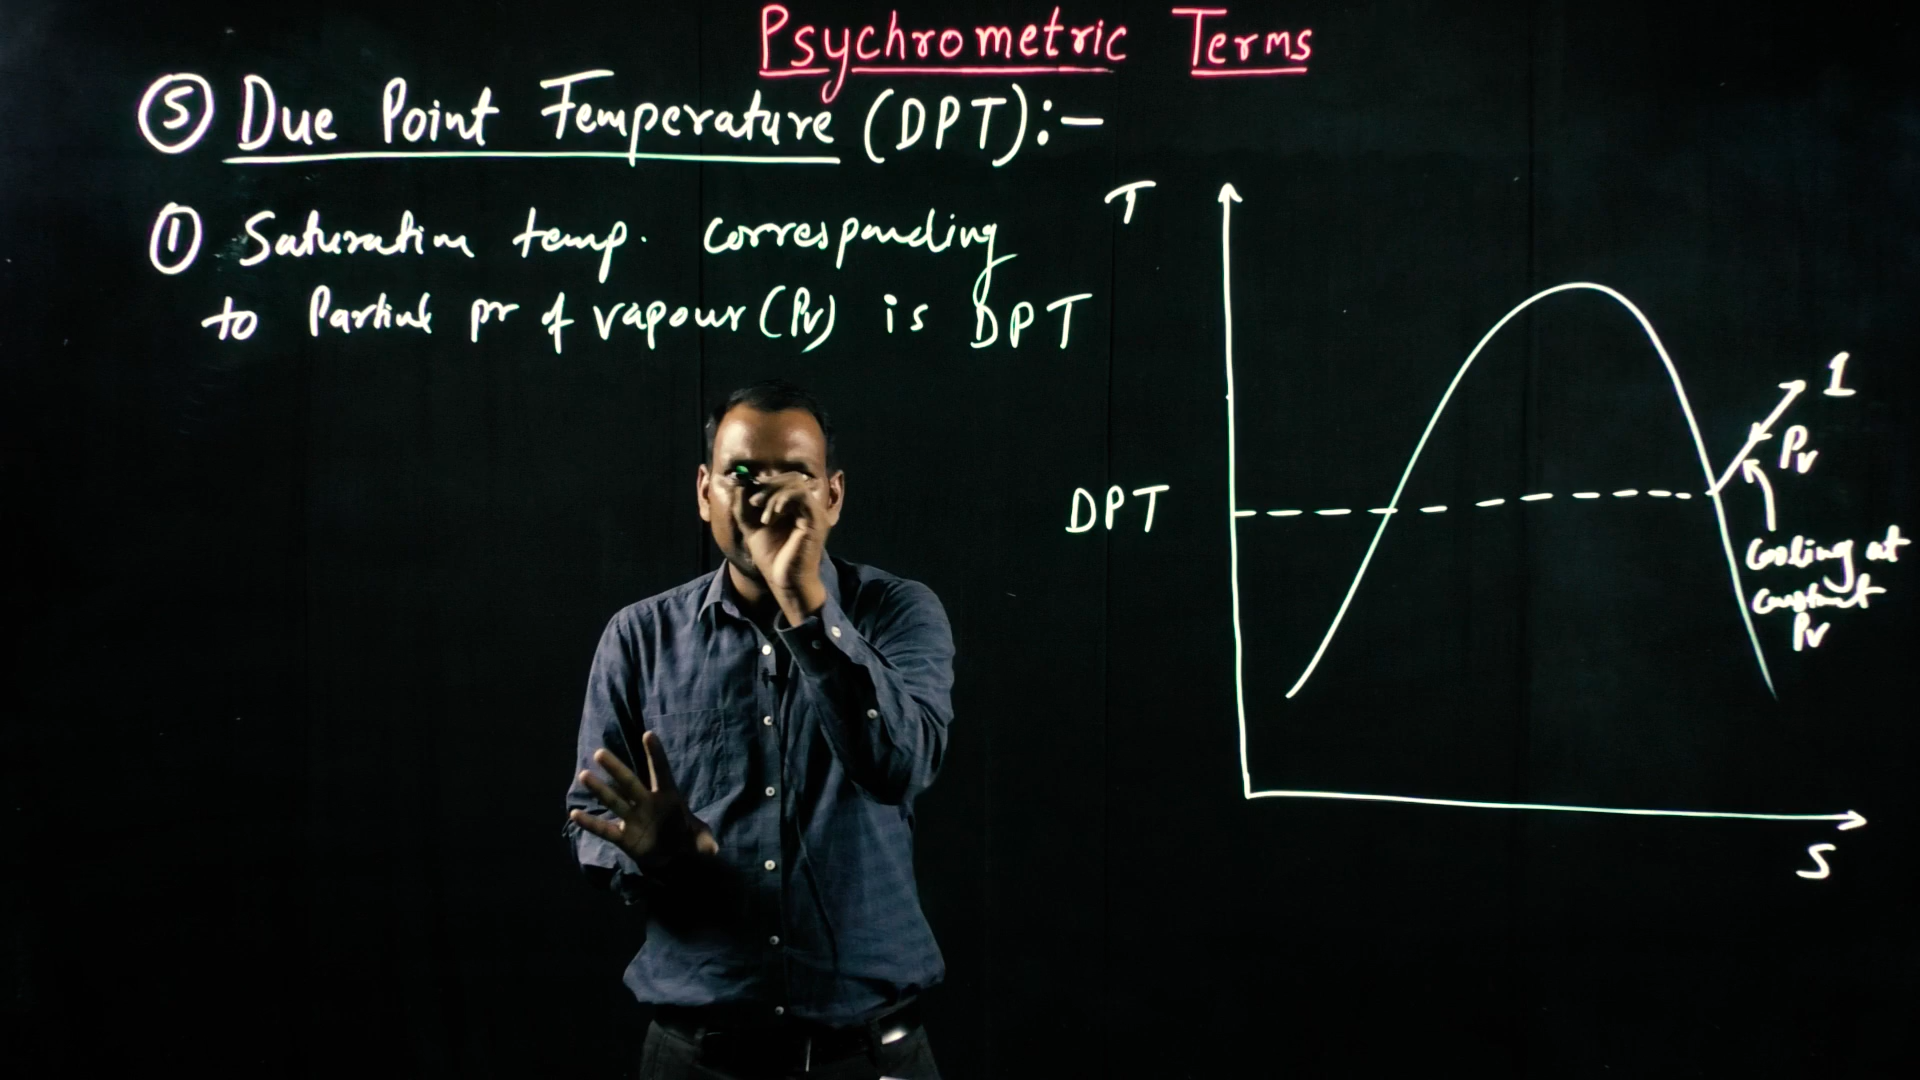 Psychrometric Terms
⑤ Due Point Temperature (DPT):-
① Saturation temp. corresponding
to Partial pr of vapour (Pv) is DPT
T
1
Pv
DPT
Cooling at
constant
Pv
S